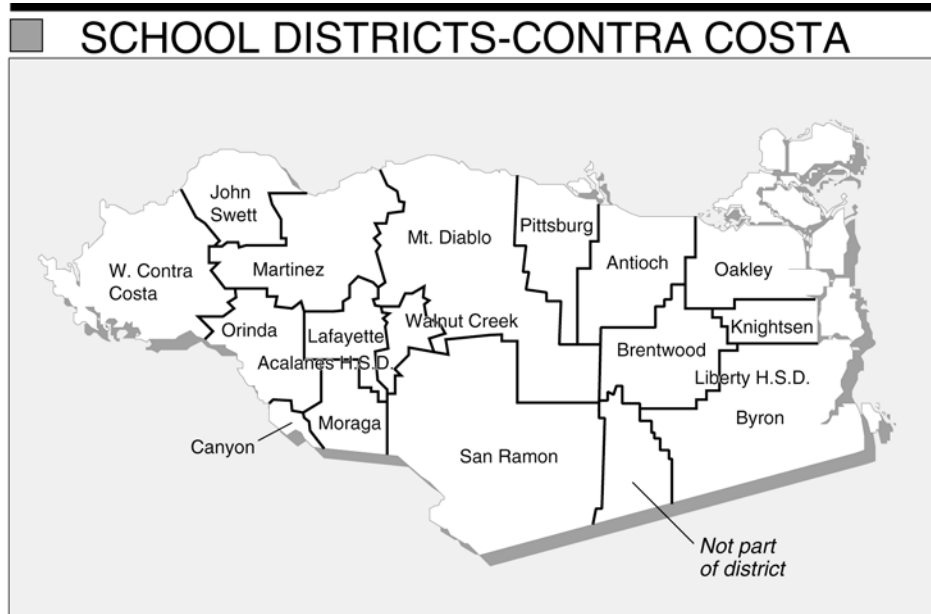 SCHOOL DISTRICTS-CONTRA COSTA
John
Swett
Mt. Diablo
Pittsburg
W. Contra
Costa
Martinez
Antioch
Oakley
Orinda
Lafayette
Walnut Creek
Knightsen
Brentwood
Acalanes H.S.D.
Liberty H.S.D.
Moraga
Byron
Canyon
San Ramon
Not part
of district